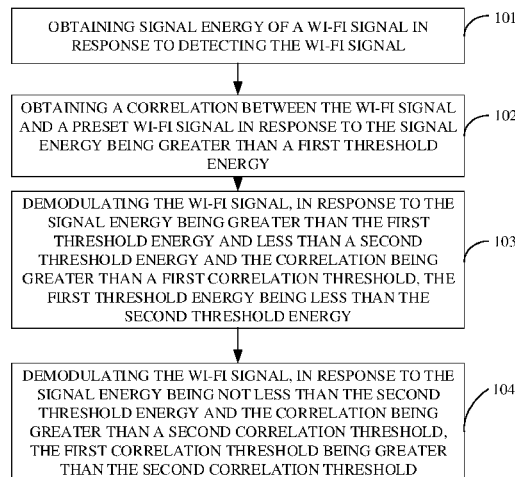 OBTAINING SIGNAL ENERGY OF A WI-FI SIGNAL IN
RESPONSE TO DETECTING THE WI-FI SIGNAL
101
OBTAINING A CORRELATION BETWEEN THE WI-FI SIGNAL
AND A PRESET WI-FI SIGNAL IN RESPONSE TO THE SIGNAL
ENERGY BEING GREATER THAN A FIRST THRESHOLD
ENERGY
102
DEMODULATING THE WI-FI SIGNAL, IN RESPONSE TO THE
SIGNAL ENERGY BEING GREATER THAN THE FIRST
THRESHOLD ENERGY AND LESS THAN A SECOND
THRESHOLD ENERGY AND THE CORRELATION BEING
GREATER THAN A FIRST CORRELATION THRESHOLD, THE
FIRST THRESHOLD ENERGY BEING LESS THAN THE
SECOND THRESHOLD ENERGY
103
DEMODULATING THE WI-FI SIGNAL, IN RESPONSE TO THE
SIGNAL ENERGY BEING NOT LESS THAN THE SECOND
THRESHOLD ENERGY AND THE CORRELATION BEING
GREATER THAN A SECOND CORRELATION THRESHOLD,
THE FIRST CORRELATION THRESHOLD BEING GREATER
THAN THE SECOND CORRELATION THRESHOLD
104